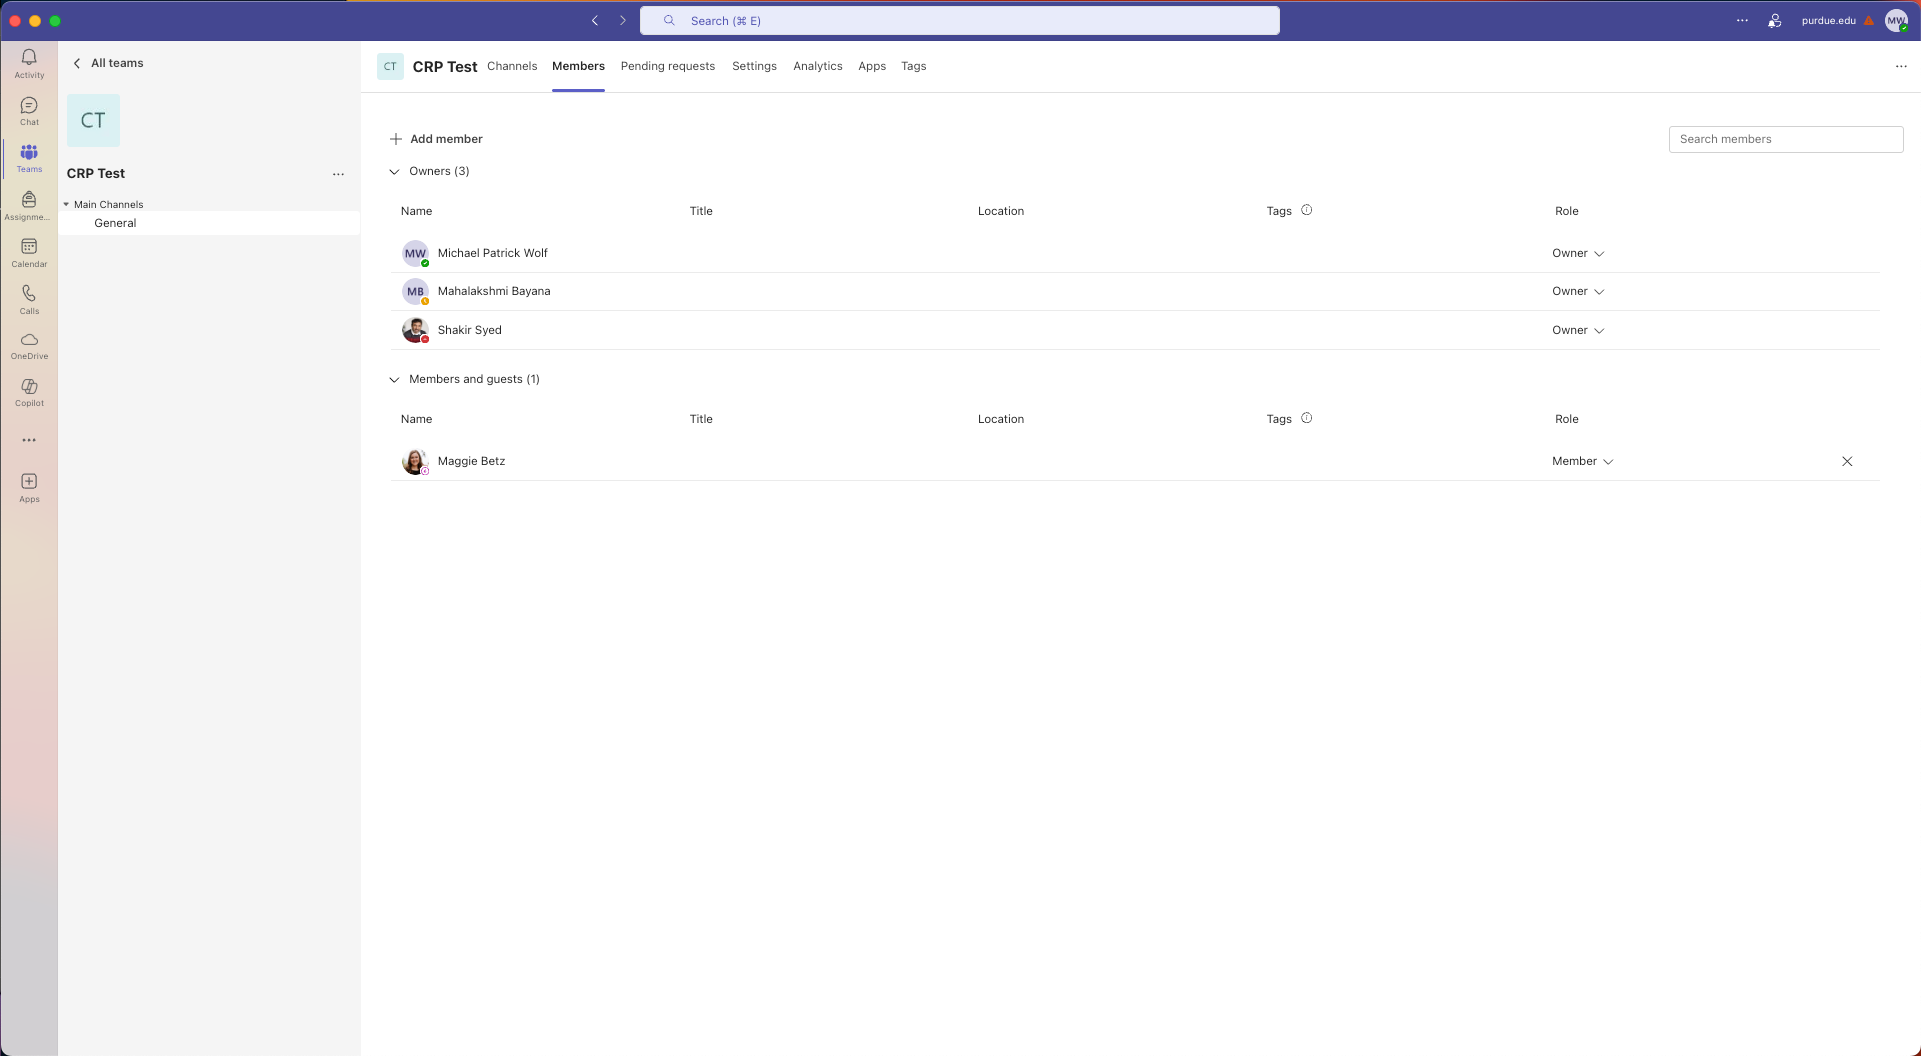 Search (⌘ E)
purdue.edu
MW
Activity
Chat
Teams
Assignme...
Calendar
Calls
OneDrive
Copilot
Apps
All teams
CT
CRP Test
Main Channels
General
CT CRP Test Channels Members Pending requests Settings Analytics Apps Tags
Add member
Search members
Owners (3)
Name Title Location Tags Role
MW Michael Patrick Wolf Owner
MB Mahalakshmi Bayana Owner
Shakir Syed Owner
Members and guests (1)
Name Title Location Tags Role
Maggie Betz Member